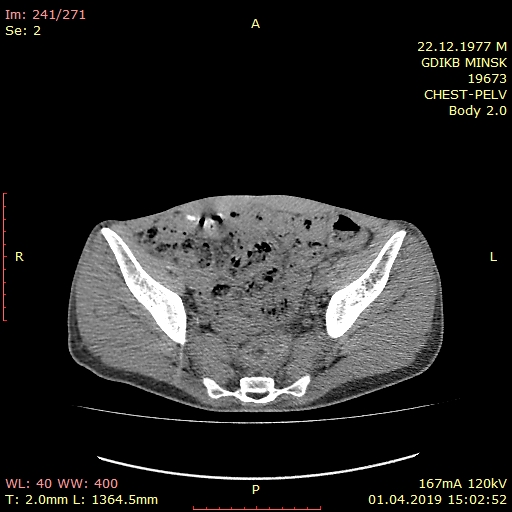 Im: 241/271
Se: 2
A
22.12.1977 M
GDIKB MINSK
19673
CHEST-PELV
Body 2.0
R
L
WL: 40 WW: 400
T: 2.0mm L: 1364.5mm
P
167mA 120kV
01.04.2019 15:02:52